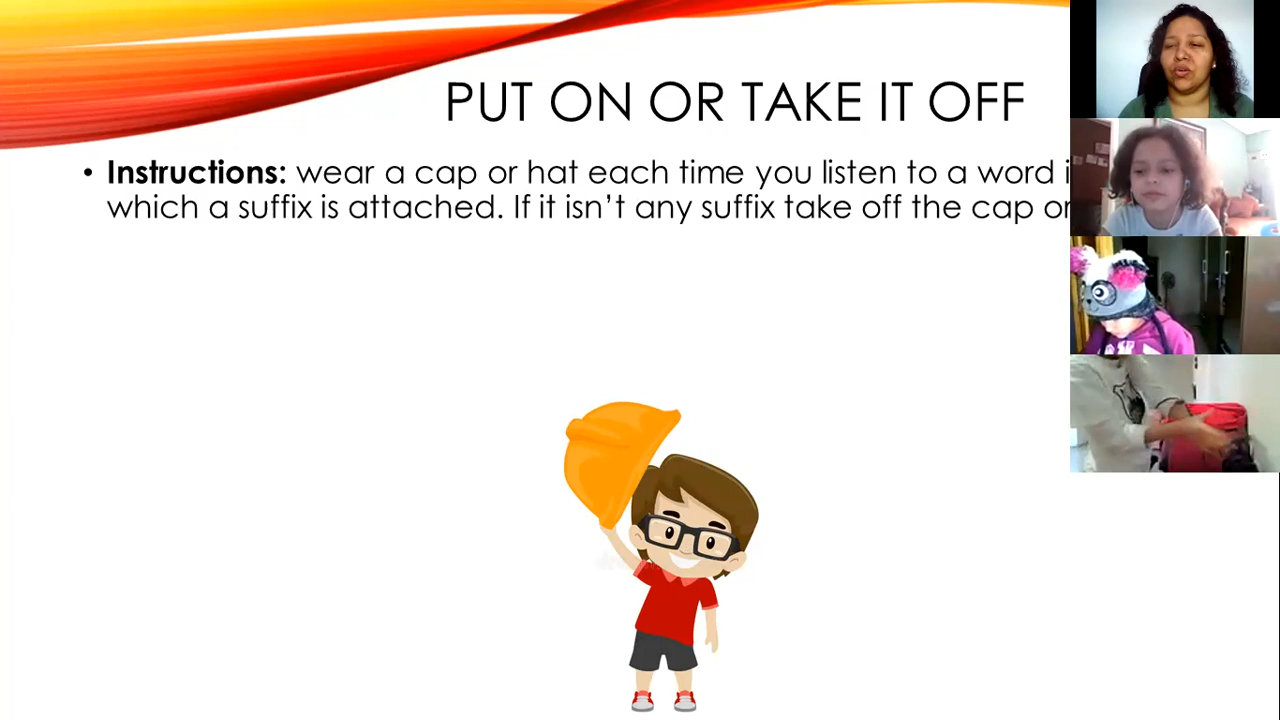 PUT ON OR TAKE IT OFF
• Instructions: wear a cap or hat each time you listen to a word
which a suffix is attached. If it isn't any suffix take off the cap